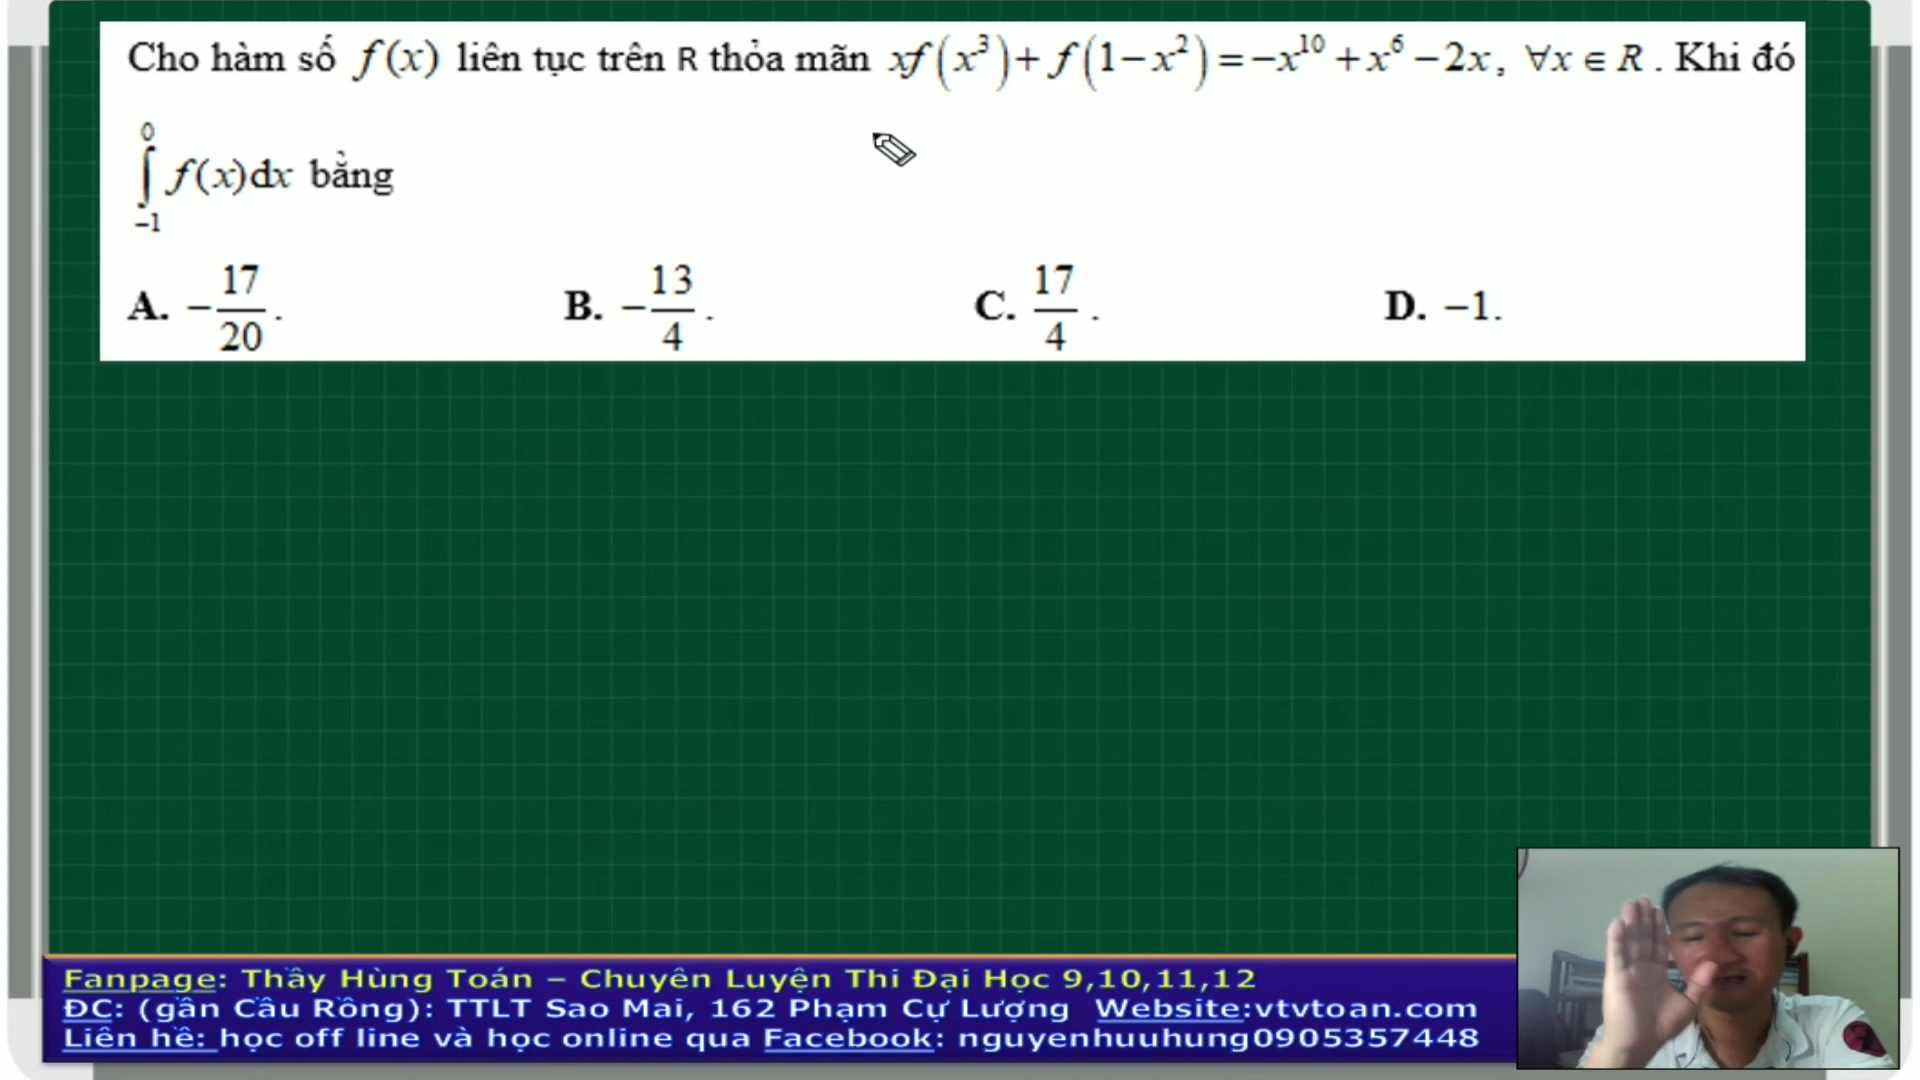 Cho hàm số f(x) liên tục trên R thỏa mãn xf(x³)+f(1−x²)=−x¹⁰+x⁶−2x, ∀x∈R. Khi đó
∫₋₁⁰ f(x)dx bằng
A. −17/20. B. −13/4. C. 17/4. D. −1.
Fanpage: Thầy Hùng Toán – Chuyên Luyện Thi Đại Học 9,10,11,12
ĐC: (gần Cầu Rồng): TTLT Sao Mai, 162 Phạm Cự Lượng Website:vtvtoan.com
Liên hệ: học off line và học online qua Facebook: nguyenhuuhung0905357448